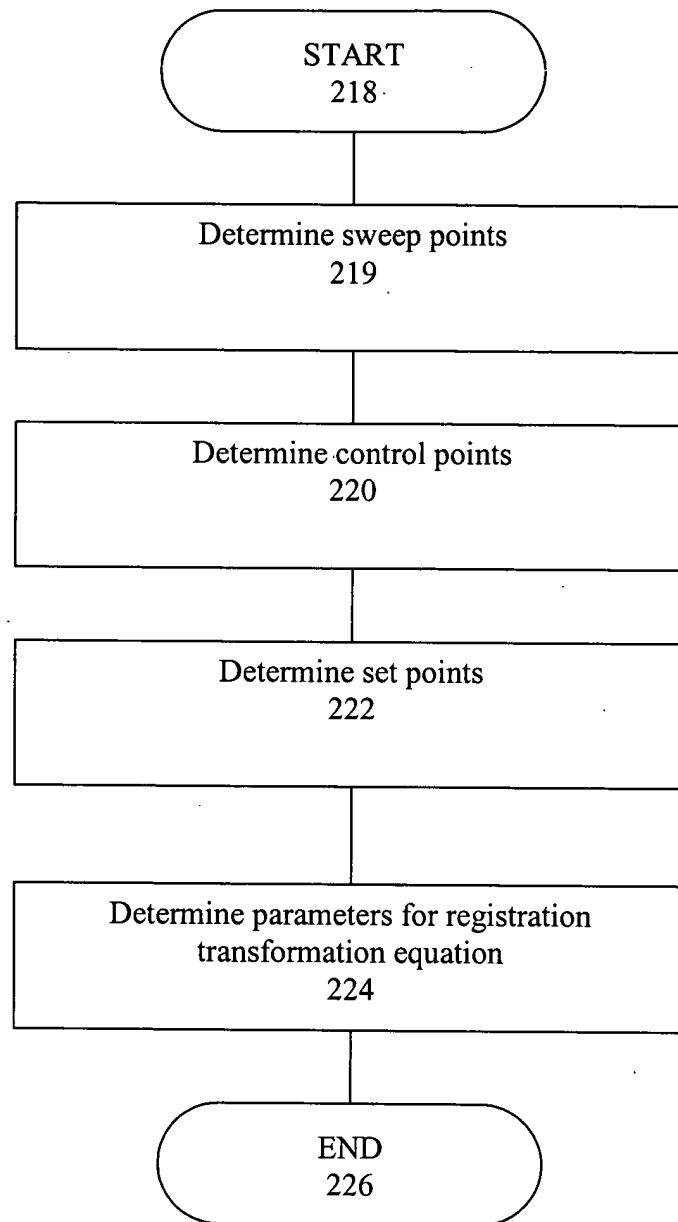 START
218
Determine sweep points
219
Determine control points
220
Determine set points
222
Determine parameters for registration
transformation equation
224
END
226